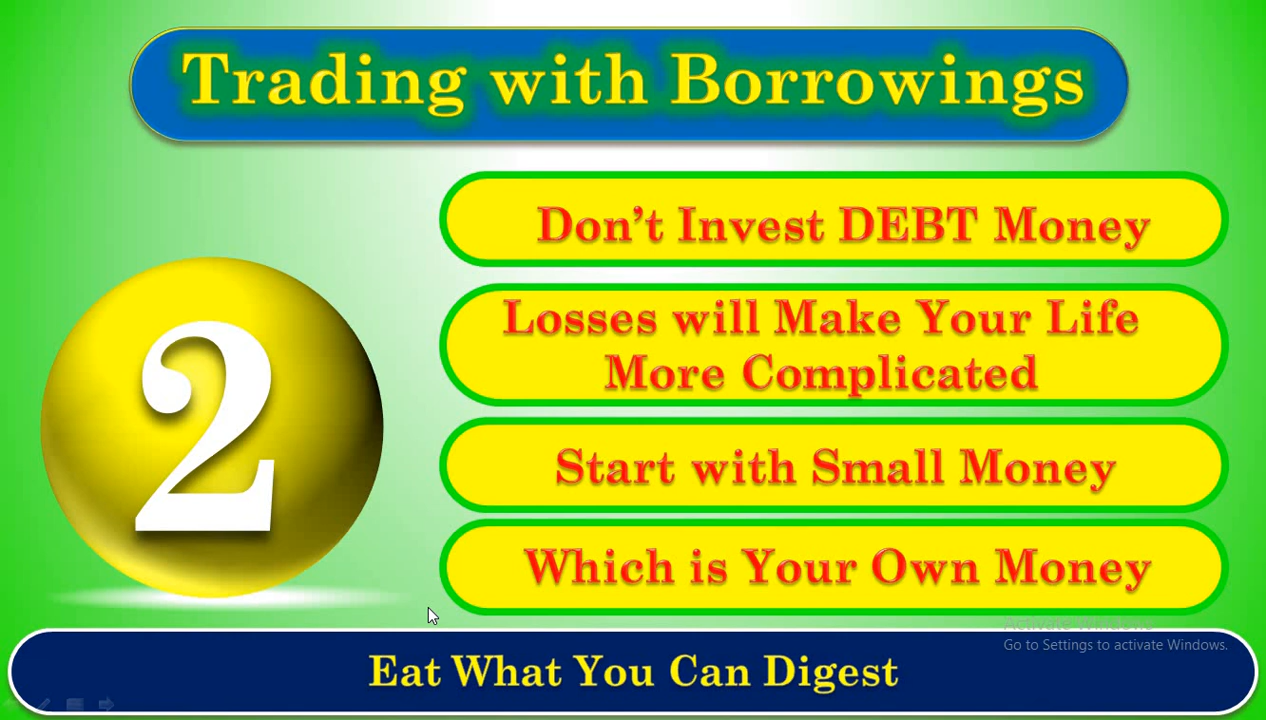 Trading with Borrowings
Don't Invest DEBT Money
Losses will Make Your Life
More Complicated
2
Start with Small Money
Which is Your Own Money
Activate Windows
Go to Settings to activate Windows.
Eat What You Can Digest